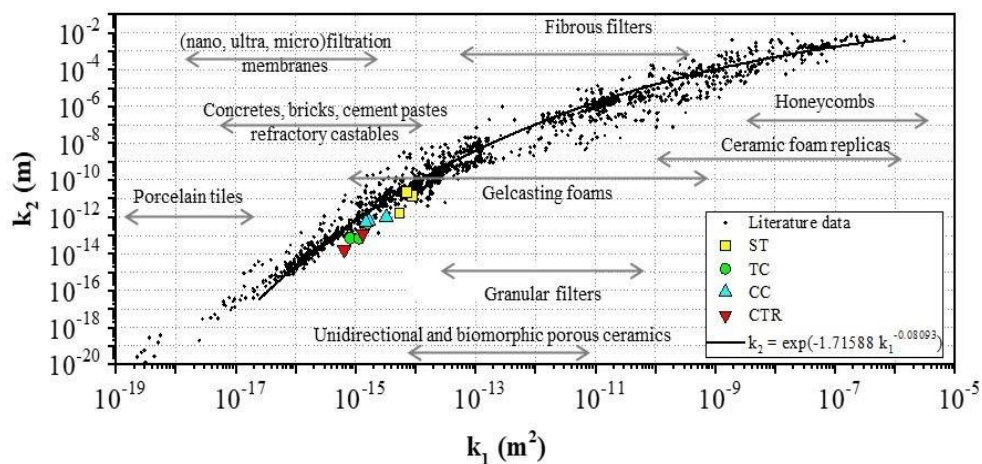 k₂ (m)
10⁻²
10⁻⁴
10⁻⁶
10⁻⁸
10⁻¹⁰
10⁻¹²
10⁻¹⁴
10⁻¹⁶
10⁻¹⁸
10⁻²⁰
(nano, ultra, micro)filtration
membranes
Fibrous filters
Concretes, bricks, cement pastes
refractory castables
Honeycombs
Ceramic foam replicas
Porcelain tiles
Gelcasting foams
Granular filters
Unidirectional and biomorphic porous ceramics
Literature data
ST
TC
CC
CTR
k₂ = exp(-1.71588 k₁⁻⁰·⁰⁸⁰⁹³)
10⁻¹⁹ 10⁻¹⁷ 10⁻¹⁵ 10⁻¹³ 10⁻¹¹ 10⁻⁹ 10⁻⁷ 10⁻⁵
k₁ (m²)